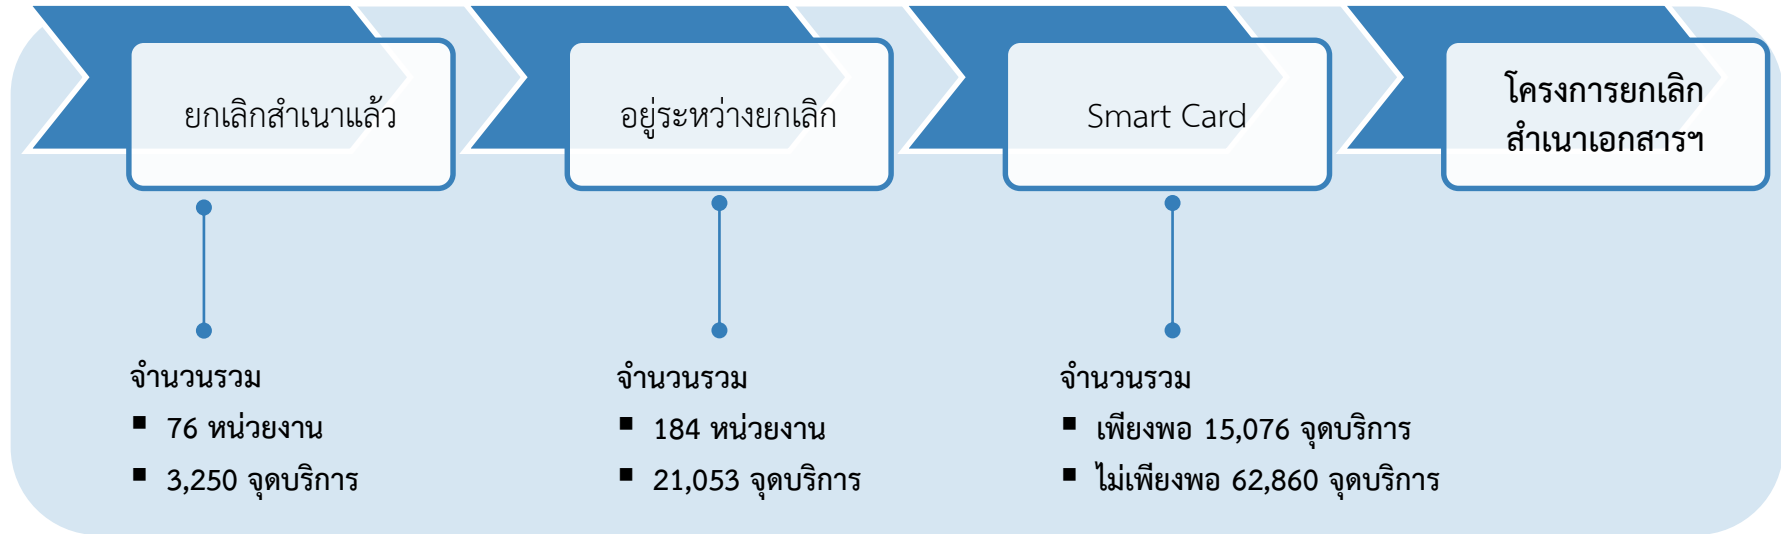 ยกเลิกสำเนาแล้ว
อยู่ระหว่างยกเลิก
Smart Card
โครงการยกเลิก
สำเนาเอกสารฯ
จำนวนรวม
▪ 76 หน่วยงาน
▪ 3,250 จุดบริการ
จำนวนรวม
▪ 184 หน่วยงาน
▪ 21,053 จุดบริการ
จำนวนรวม
▪ เพียงพอ 15,076 จุดบริการ
▪ ไม่เพียงพอ 62,860 จุดบริการ